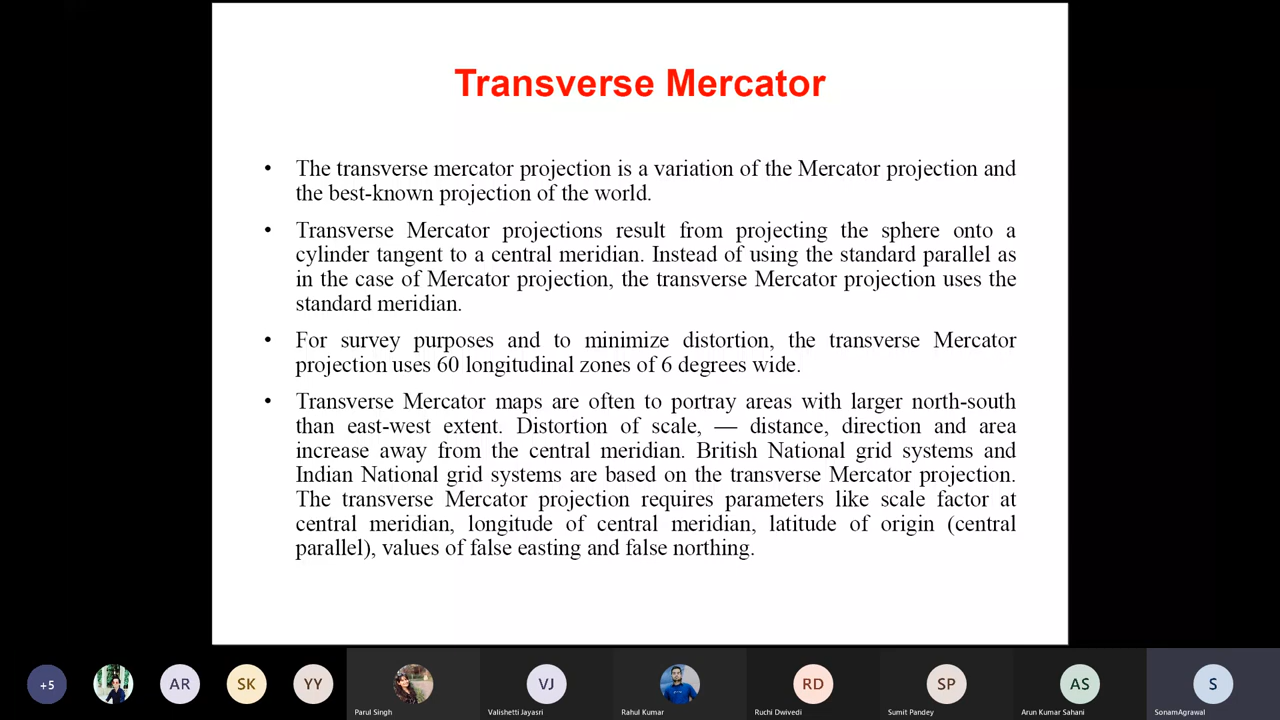 Transverse Mercator
• The transverse mercator projection is a variation of the Mercator projection and
the best-known projection of the world.
• Transverse Mercator projections result from projecting the sphere onto a
cylinder tangent to a central meridian. Instead of using the standard parallel as
in the case of Mercator projection, the transverse Mercator projection uses the
standard meridian.
• For survey purposes and to minimize distortion, the transverse Mercator
projection uses 60 longitudinal zones of 6 degrees wide.
• Transverse Mercator maps are often to portray areas with larger north-south
than east-west extent. Distortion of scale, — distance, direction and area
increase away from the central meridian. British National grid systems and
Indian National grid systems are based on the transverse Mercator projection.
The transverse Mercator projection requires parameters like scale factor at
central meridian, longitude of central meridian, latitude of origin (central
parallel), values of false easting and false northing.
+5 AR SK YY VJ RD SP AS S
Parul Singh Valishetti Jayasri Rahul Kumar Ruchi Dwivedi Sumit Pandey Arun Kumar Sahani SonamAgrawal